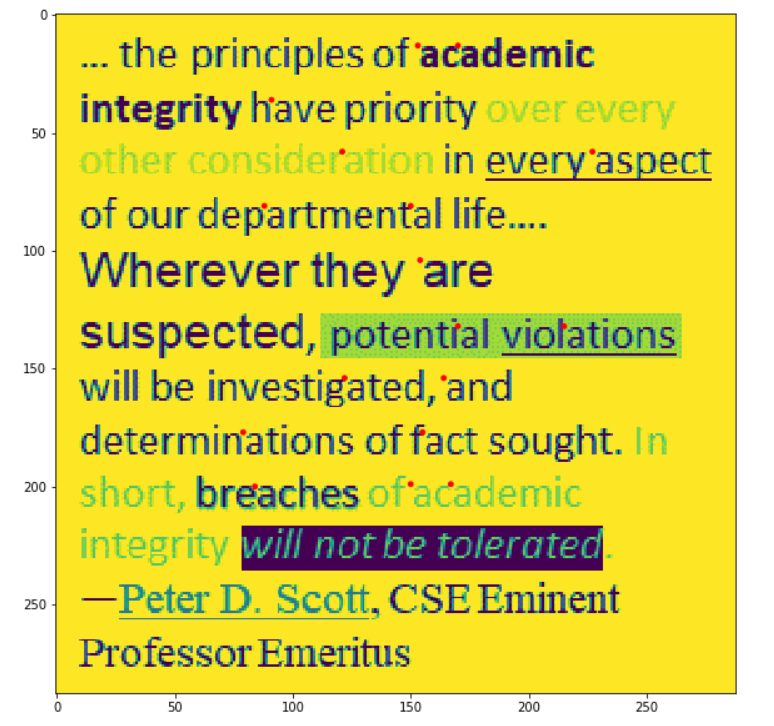 ... the principles of academic
integrity have priority over every
other consideration in every aspect
of our departmental life....
Wherever they are
suspected, potential violations
will be investigated, and
determinations of fact sought. In
short, breaches of academic
integrity will not be tolerated.
—Peter D. Scott, CSE Eminent
Professor Emeritus
0
50
100
150
200
250
0 50 100 150 200 250